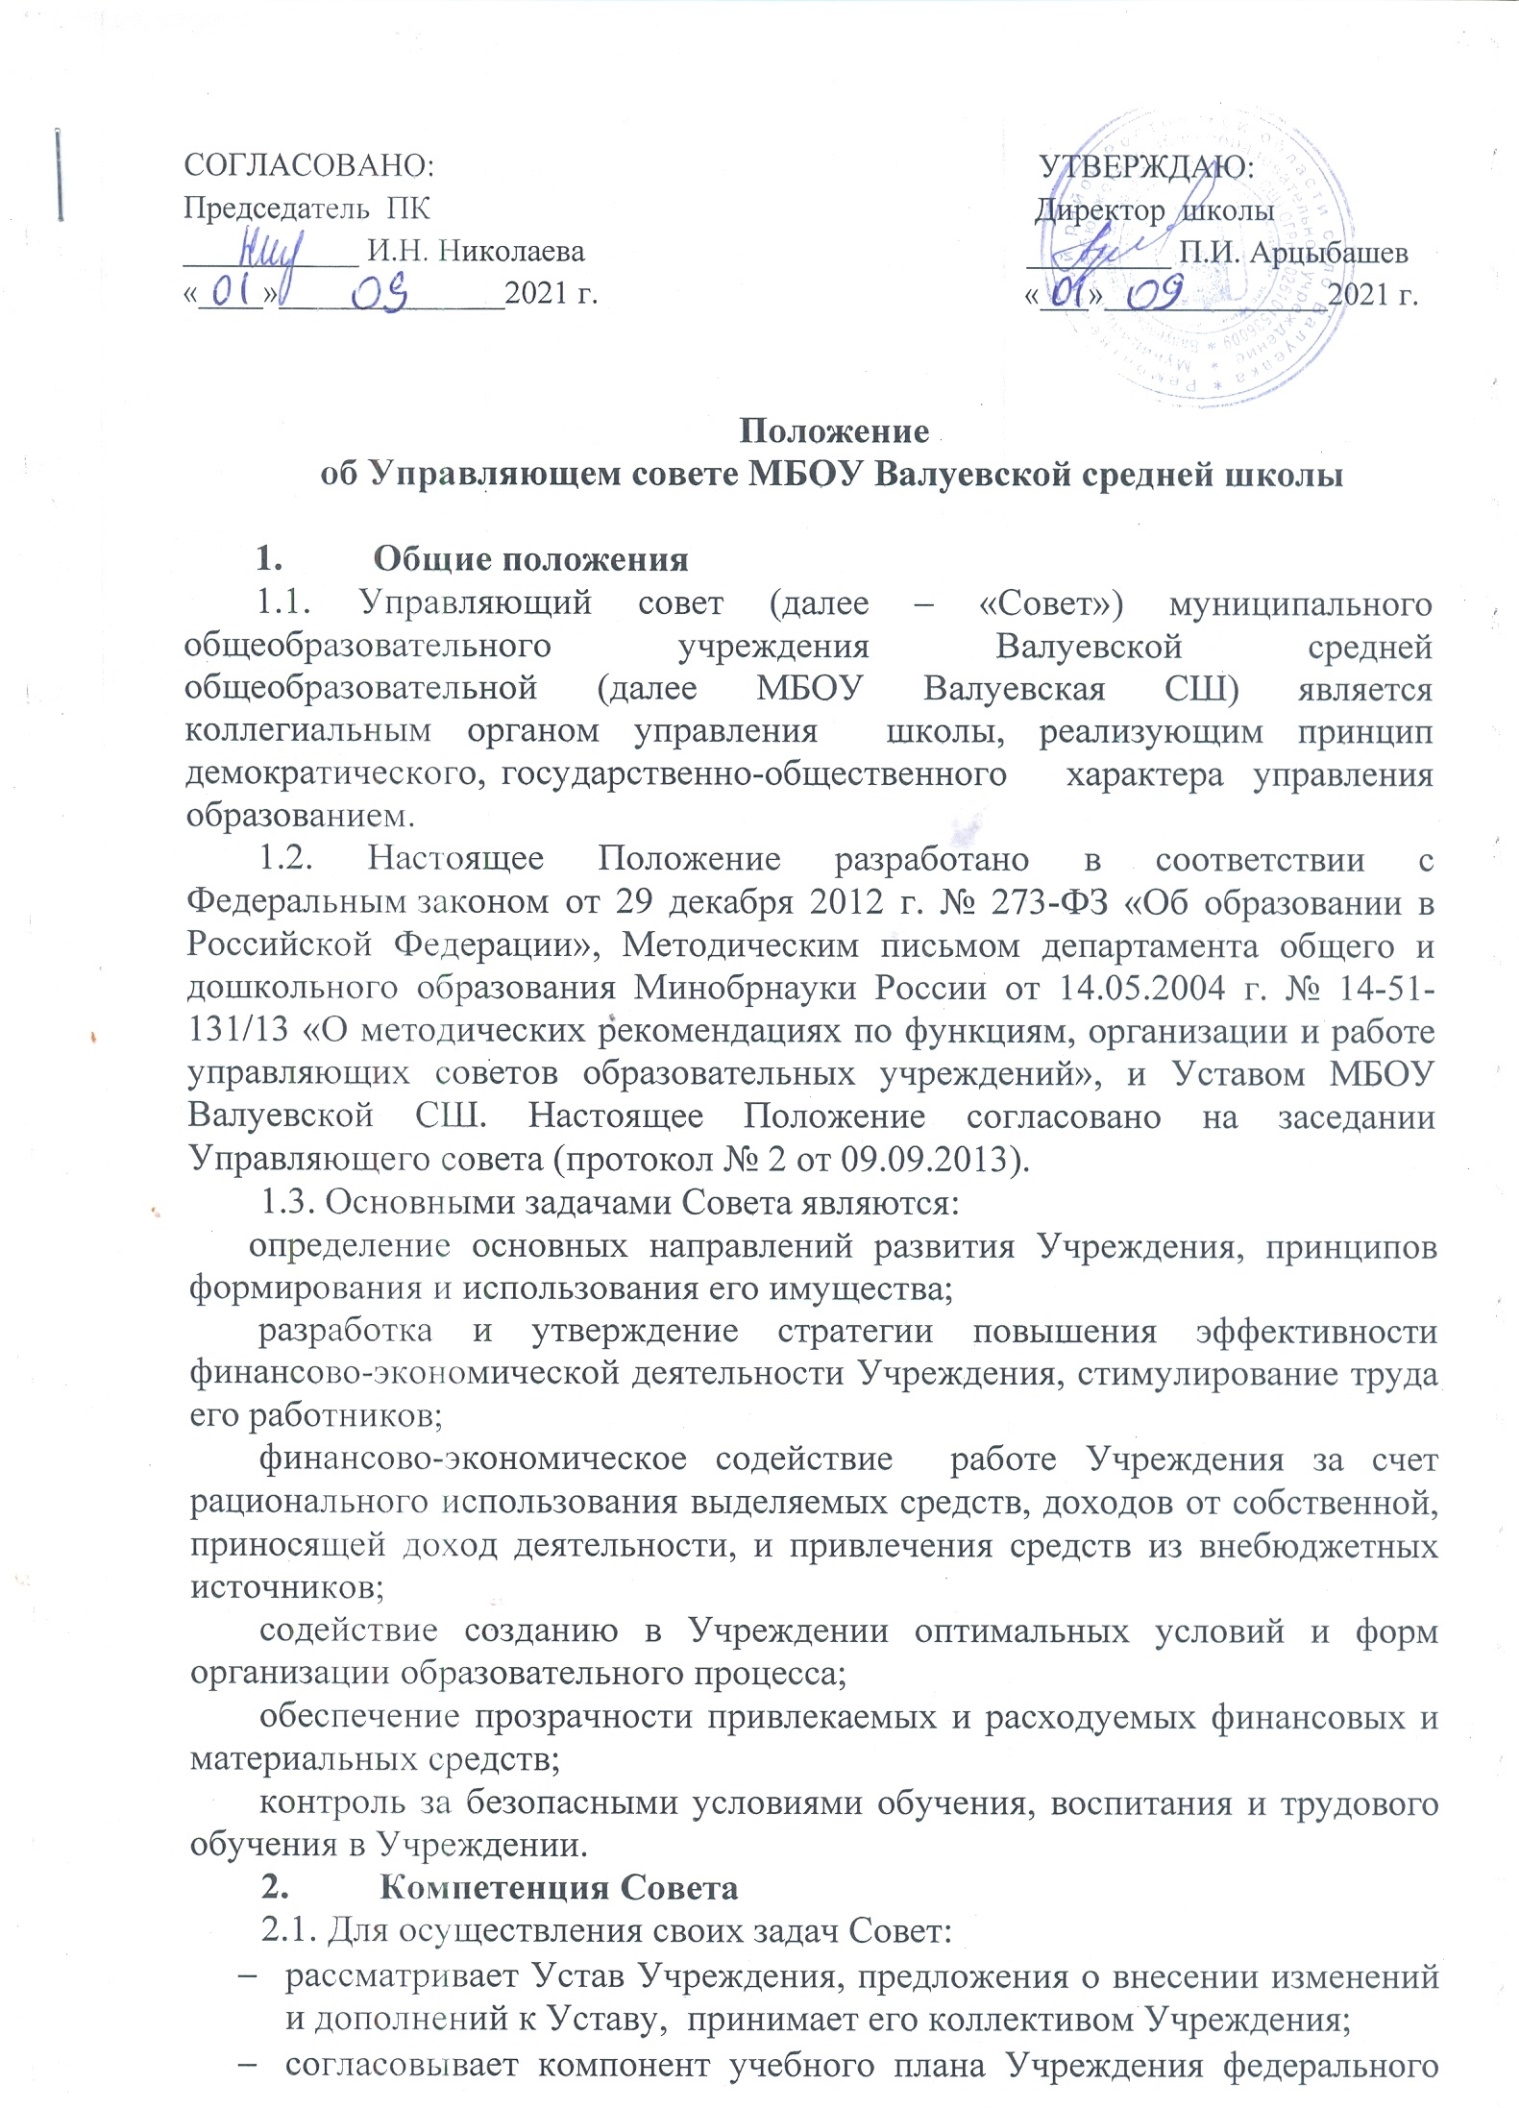 СОГЛАСОВАНО: УТВЕРЖДАЮ:
Председатель ПК Директор школы
___________ И.Н. Николаева _________ П.И. Арцыбашев
«01» 09 2021 г. «01» 09 2021 г.
Положение
об Управляющем совете МБОУ Валуевской средней школы
1. Общие положения
1.1. Управляющий совет (далее – «Совет») муниципального
общеобразовательного учреждения Валуевской средней
общеобразовательной (далее МБОУ Валуевская СШ) является
коллегиальным органом управления школы, реализующим принцип
демократического, государственно-общественного характера управления
образованием.
1.2. Настоящее Положение разработано в соответствии с
Федеральным законом от 29 декабря 2012 г. № 273-ФЗ «Об образовании в
Российской Федерации», Методическим письмом департамента общего и
дошкольного образования Минобрнауки России от 14.05.2004 г. № 14-51-
131/13 «О методических рекомендациях по функциям, организации и работе
управляющих советов образовательных учреждений», и Уставом МБОУ
Валуевской СШ. Настоящее Положение согласовано на заседании
Управляющего совета (протокол № 2 от 09.09.2013).
1.3. Основными задачами Совета являются:
определение основных направлений развития Учреждения, принципов
формирования и использования его имущества;
разработка и утверждение стратегии повышения эффективности
финансово-экономической деятельности Учреждения, стимулирование труда
его работников;
финансово-экономическое содействие работе Учреждения за счет
рационального использования выделяемых средств, доходов от собственной,
приносящей доход деятельности, и привлечения средств из внебюджетных
источников;
содействие созданию в Учреждении оптимальных условий и форм
организации образовательного процесса;
обеспечение прозрачности привлекаемых и расходуемых финансовых и
материальных средств;
контроль за безопасными условиями обучения, воспитания и трудового
обучения в Учреждении.
2. Компетенция Совета
2.1. Для осуществления своих задач Совет:
– рассматривает Устав Учреждения, предложения о внесении изменений
и дополнений к Уставу, принимает его коллективом Учреждения;
– согласовывает компонент учебного плана Учреждения федерального